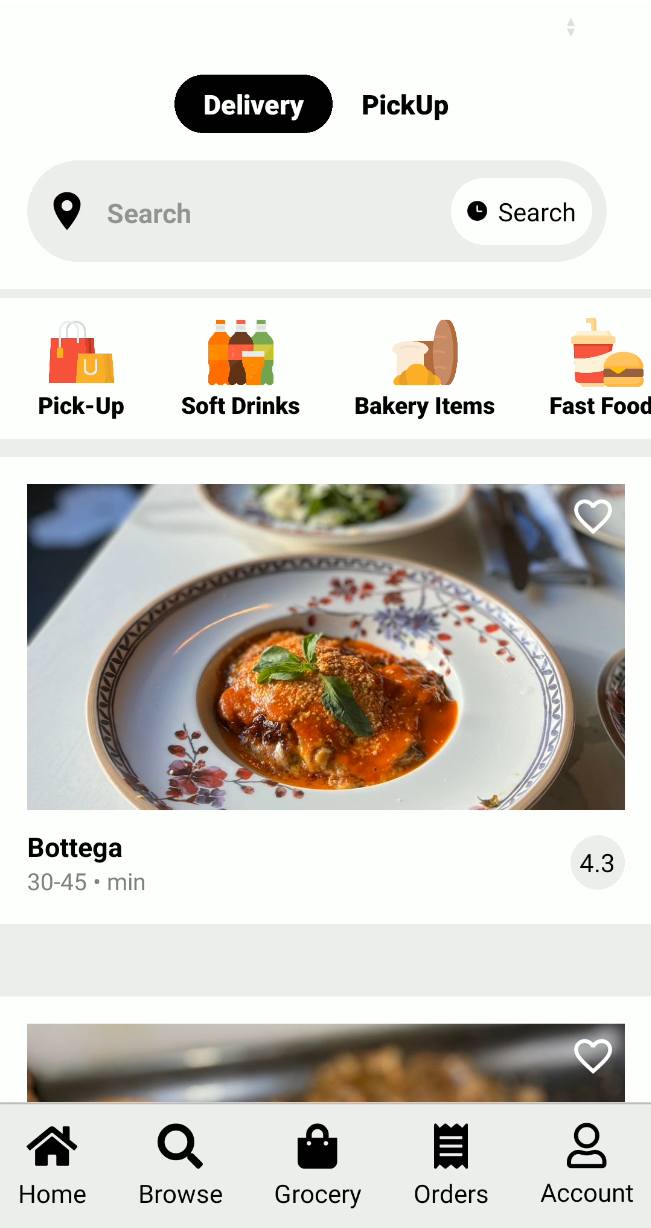 Delivery PickUp
Search Search
Pick-Up Soft Drinks Bakery Items Fast Food
Bottega
30-45 • min
4.3
Home Browse Grocery Orders Account